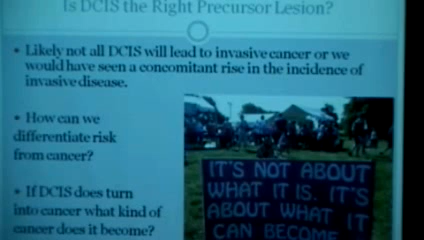 Is DCIS the Right Precursor Lesion?
• Likely not all DCIS will lead to invasive cancer or we
would have seen a concomitant rise in the incidence of
invasive disease.
• How can we
differentiate risk
from cancer?
• If DCIS does turn
into cancer what kind of
cancer does it become?
IT'S NOT ABOUT
WHAT IT IS. IT'S
ABOUT WHAT IT
CAN BECOME